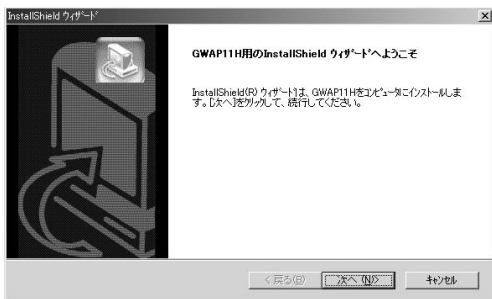 InstallShield ウィザード
GWAP11H用のInstallShield ウィザードへようこそ
InstallShield(R) ウィザードは、GWAP11Hをコンピュータにインストールしま
す。[次へ]をクリックして、続行してください。
< 戻る(B) 次へ(N)> キャンセル